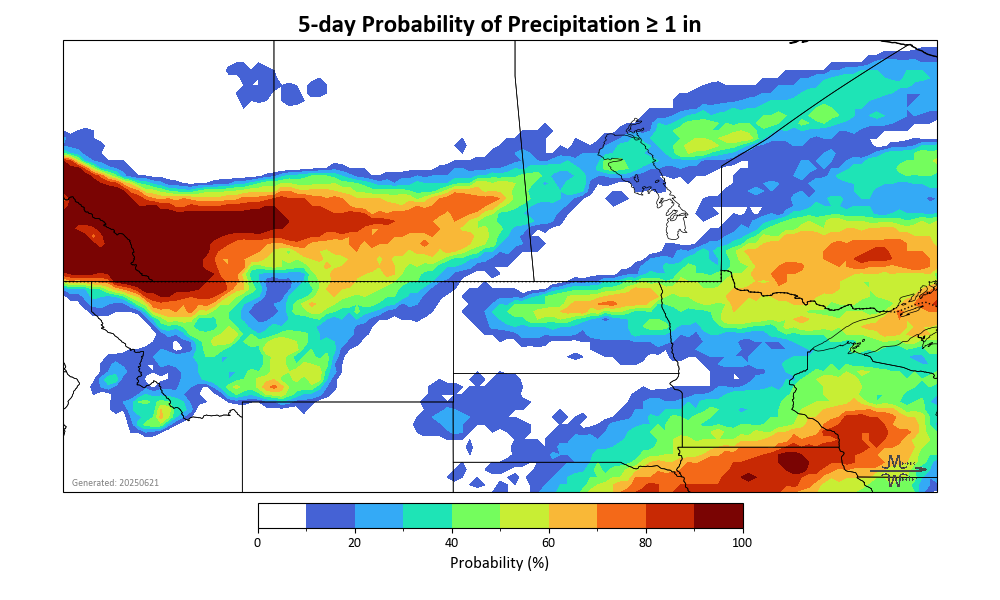 5-day Probability of Precipitation ≥ 1 in
Generated: 20250621
0 20 40 60 80 100
Probability (%)